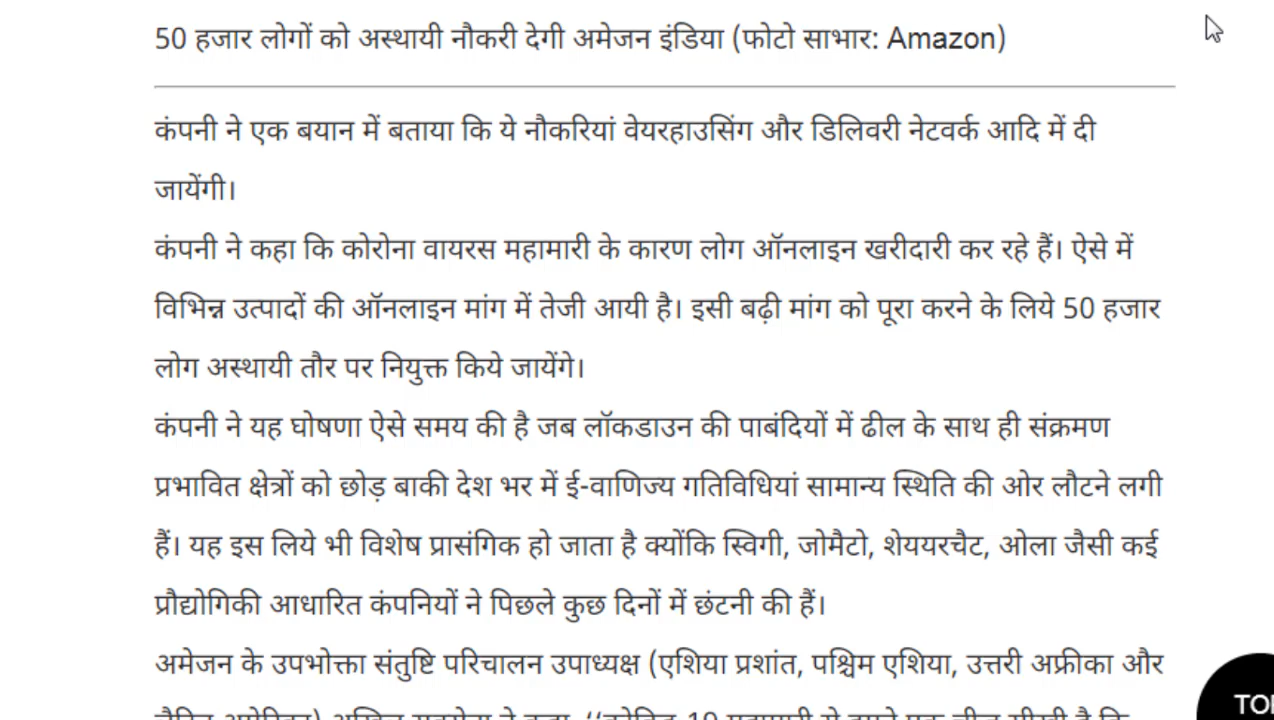 50 हजार लोगों को अस्थायी नौकरी देगी अमेजन इंडिया (फोटो साभार: Amazon)
कंपनी ने एक बयान में बताया कि ये नौकरियां वेयरहाउसिंग और डिलिवरी नेटवर्क आदि में दी
जायेंगी।
कंपनी ने कहा कि कोरोना वायरस महामारी के कारण लोग ऑनलाइन खरीदारी कर रहे हैं। ऐसे में
विभिन्न उत्पादों की ऑनलाइन मांग में तेजी आयी है। इसी बढ़ी मांग को पूरा करने के लिये 50 हजार
लोग अस्थायी तौर पर नियुक्त किये जायेंगे।
कंपनी ने यह घोषणा ऐसे समय की है जब लॉकडाउन की पाबंदियों में ढील के साथ ही संक्रमण
प्रभावित क्षेत्रों को छोड़ बाकी देश भर में ई-वाणिज्य गतिविधियां सामान्य स्थिति की ओर लौटने लगी
हैं। यह इस लिये भी विशेष प्रासंगिक हो जाता है क्योंकि स्विगी, जोमैटो, शेययरचैट, ओला जैसी कई
प्रौद्योगिकी आधारित कंपनियों ने पिछले कुछ दिनों में छंटनी की हैं।
अमेजन के उपभोक्ता संतुष्टि परिचालन उपाध्यक्ष (एशिया प्रशांत, पश्चिम एशिया, उत्तरी अफ्रीका और